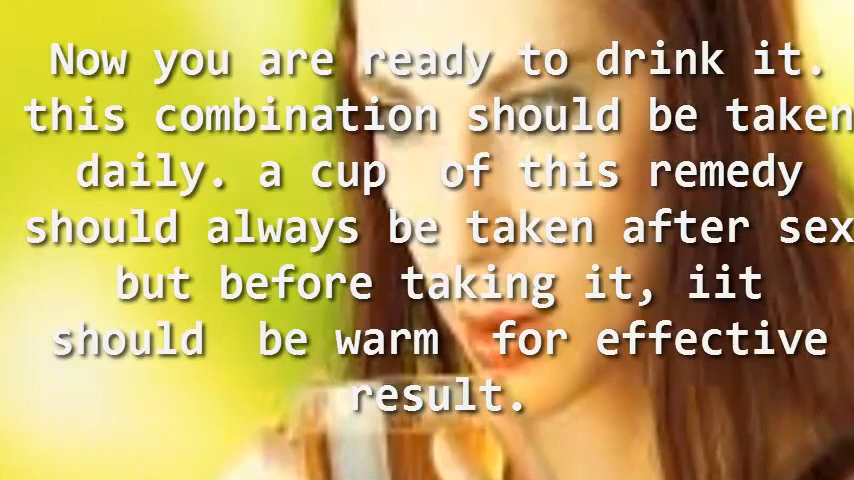 Now you are ready to drink it.
this combination should be taken
daily. a cup  of this remedy
should always be taken after sex
but before taking it, iit
should  be warm  for effective
result.